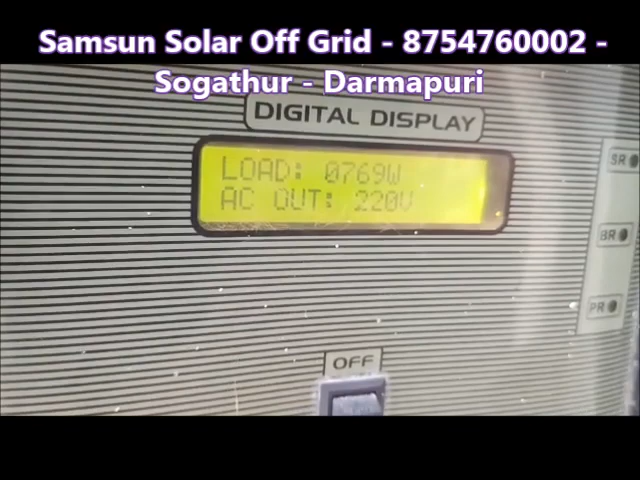 Samsun Solar Off Grid - 8754760002 -
Sogathur - Darmapuri
DIGITAL DISPLAY
LOAD: 0769W
AC OUT: 220V
SR
BR
PR
OFF